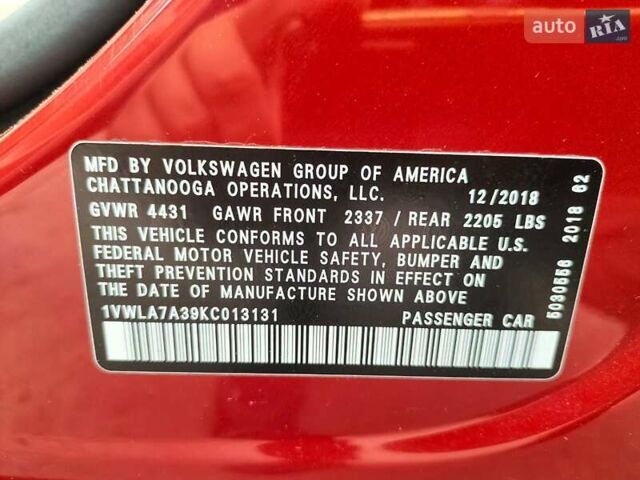 auto RIA .com
MFD BY VOLKSWAGEN GROUP OF AMERICA
CHATTANOOGA OPERATIONS, LLC. 12/2018
GVWR 4431 GAWR FRONT 2337 / REAR 2205 LBS
THIS VEHICLE CONFORMS TO ALL APPLICABLE U.S.
FEDERAL MOTOR VEHICLE SAFETY, BUMPER AND
THEFT PREVENTION STANDARDS IN EFFECT ON
THE DATE OF MANUFACTURE SHOWN ABOVE
1VWLA7A39KC013131 PASSENGER CAR
5030556 2018 62